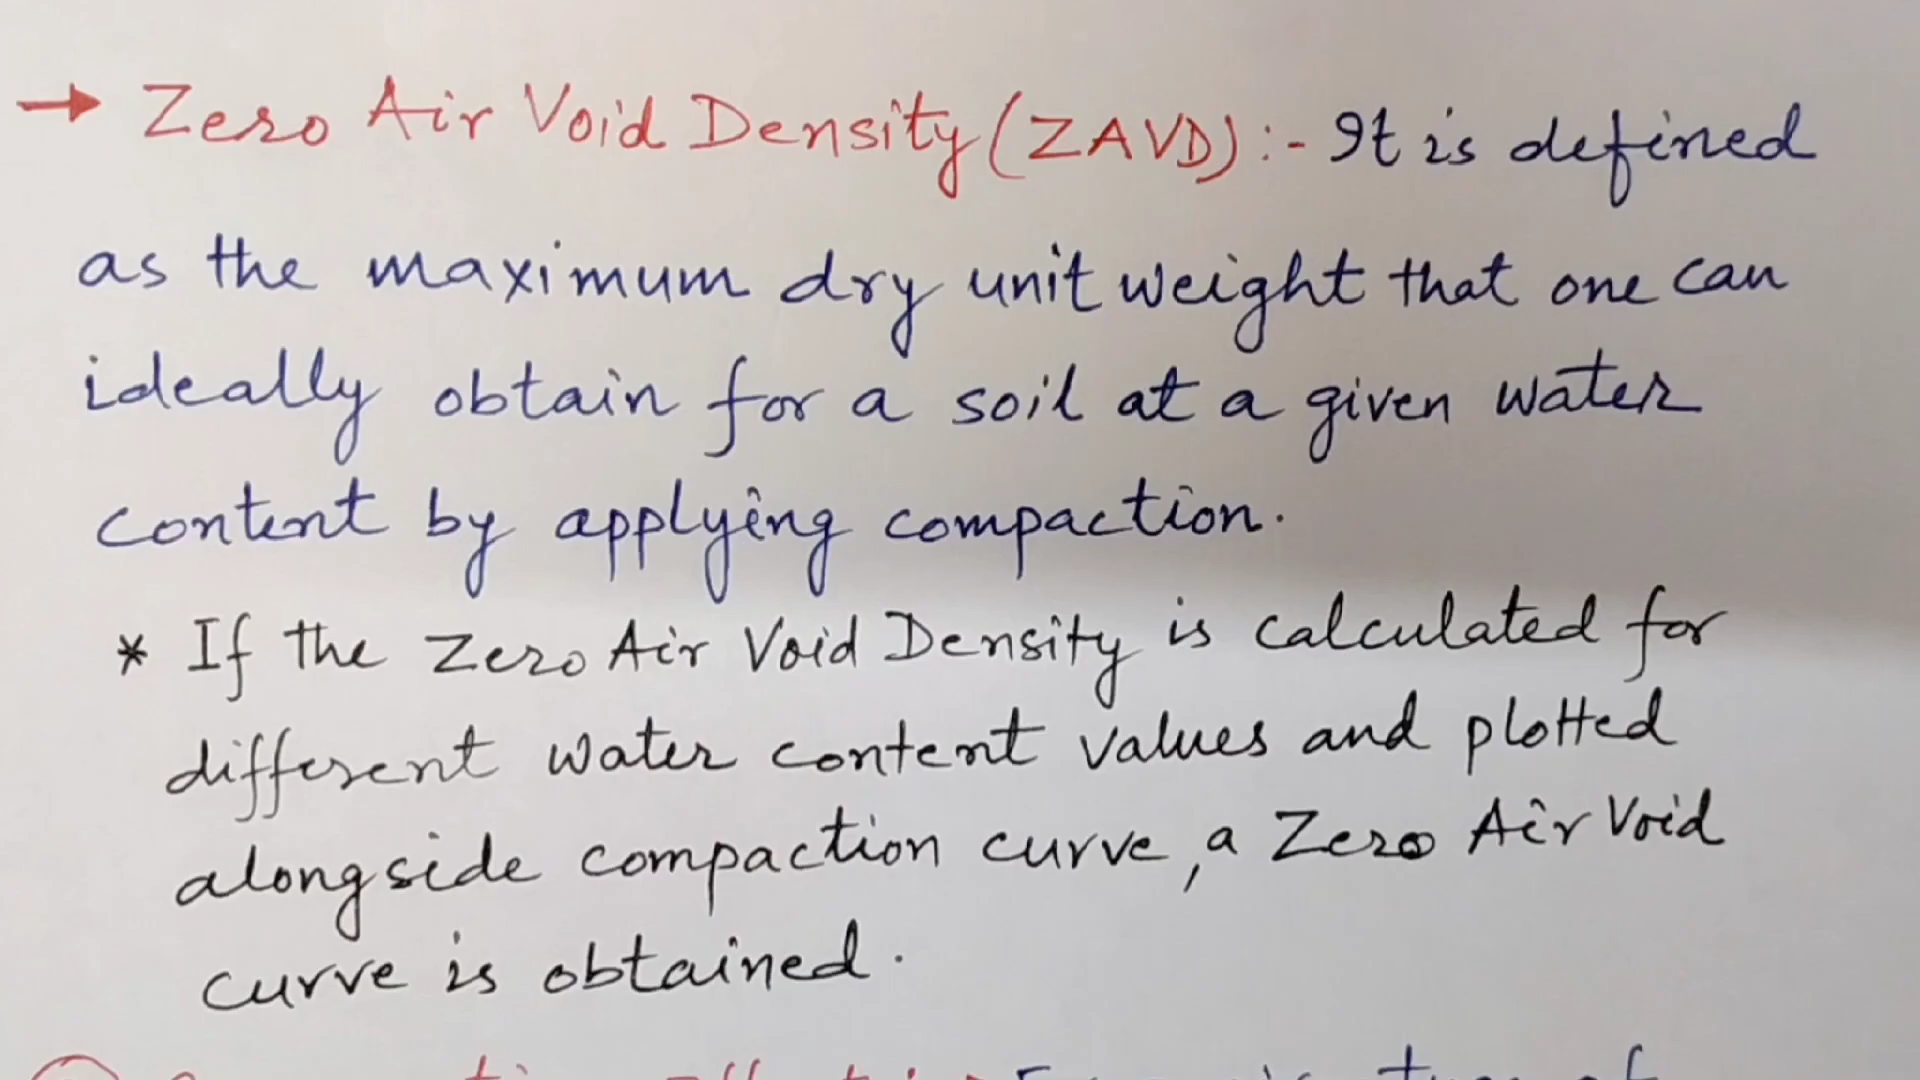 → Zero Air Void Density (ZAVD):- It is defined
as the maximum dry unit weight that one can
ideally obtain for a soil at a given water
content by applying compaction.
* If the Zero Air Void Density is calculated for
different water content values and plotted
alongside compaction curve, a Zero Air Void
curve is obtained.